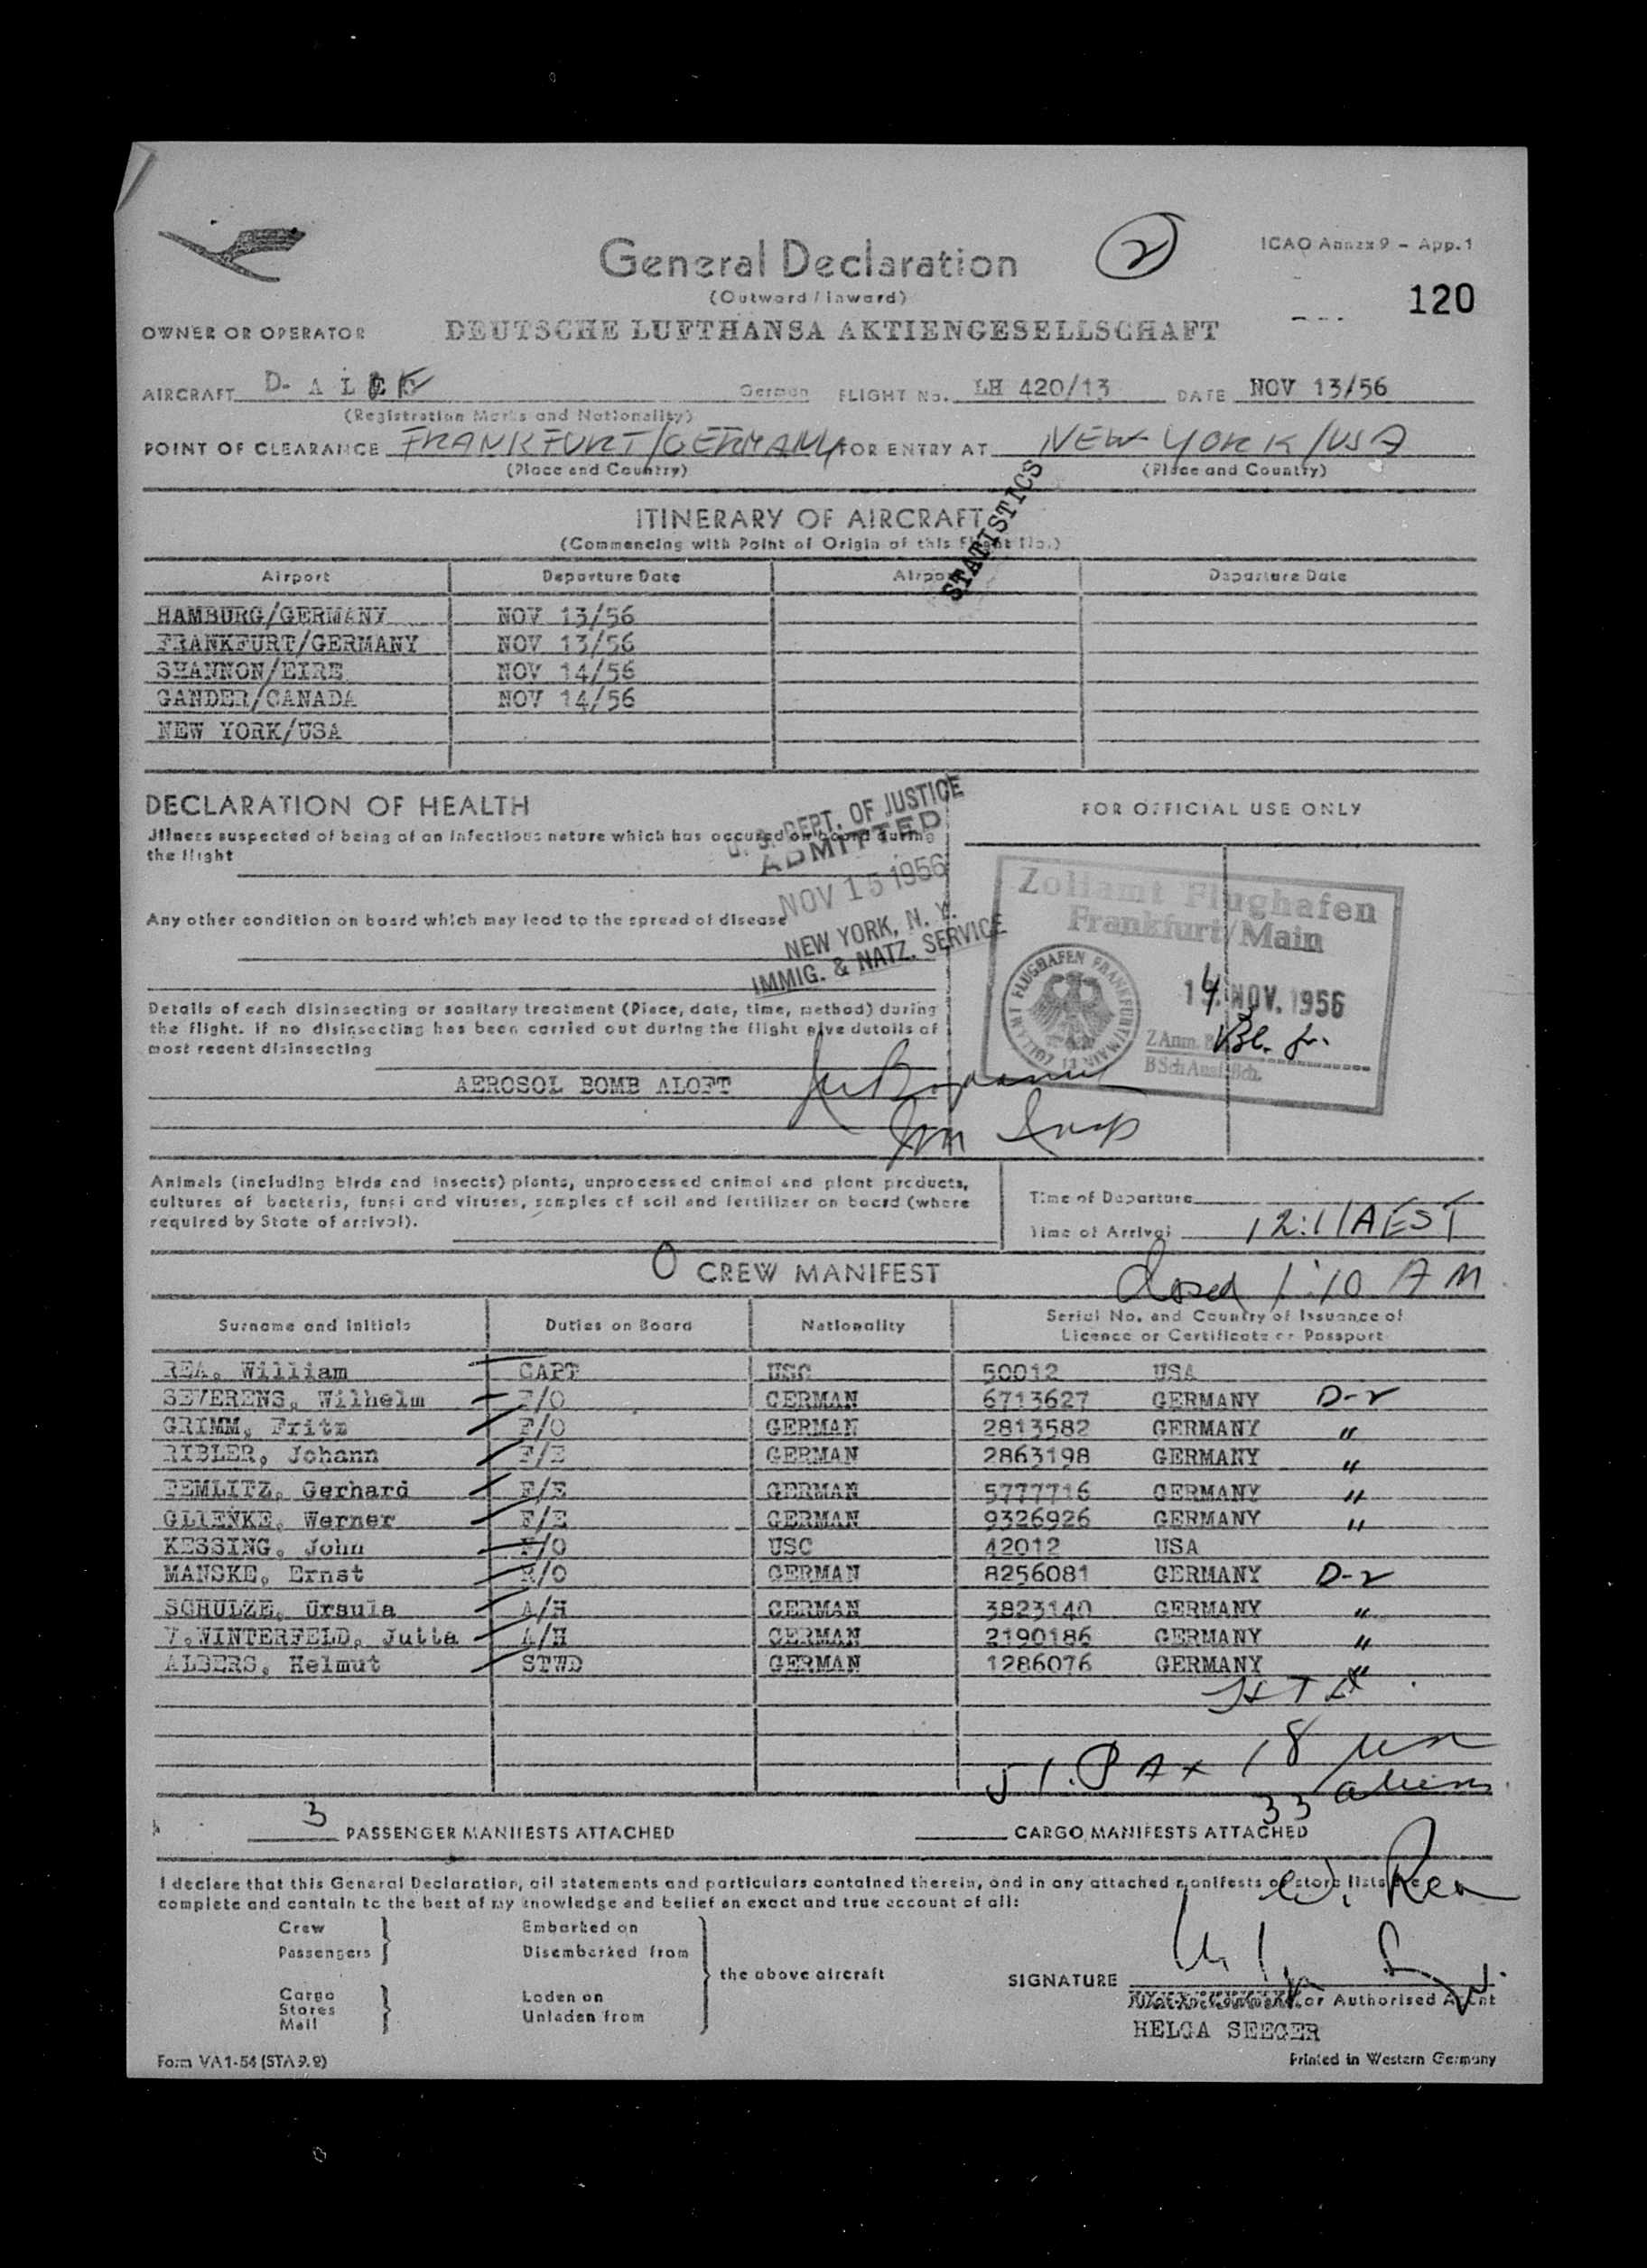 General Declaration
2
ICAO Annex 9 – App. 1
(Outward / Inward)
120
OWNER OR OPERATOR DEUTSCHE LUFTHANSA AKTIENGESELLSCHAFT
AIRCRAFT D- A L German FLIGHT No. LH 420/13 DATE NOV 13/56
(Registration Marks and Nationality)
POINT OF CLEARANCE FRANKFURT/GERMANY FOR ENTRY AT NEW YORK/USA
(Place and Country) (Place and Country)
STATISTICS
ITINERARY OF AIRCRAFT
(Commencing with Point of Origin of this Flight No.)
Airport Departure Date Airport Departure Date
HAMBURG/GERMANY NOV 13/56
FRANKFURT/GERMANY NOV 13/56
SHANNON/EIRE NOV 14/56
GANDER/CANADA NOV 14/56
NEW YORK/USA
DECLARATION OF HEALTH
FOR OFFICIAL USE ONLY
Jllness suspected of being of an infectious nature which has occured on board during
the flight
U. S. DEPT. OF JUSTICE
ADMITTED
NOV 15 1956
NEW YORK, N. Y.
IMMIG. & NATZ. SERVICE
Any other condition on board which may lead to the spread of disease
Zollamt Flughafen
Frankfurt/Main
ZOLLAMT FLUGHAFEN FRANKFURT/MAIN
14. NOV. 1956
ZAnm.
BSchAusf.Bch.
Details of each disinsecting or sanitary treatment (Place, date, time, method) during
the flight. if no disinsecting has been carried out during the flight give details of
most recent disinsecting
AEROSOL BOMB ALOFT
Animals (including birds and insects) plants, unprocessed animal and plant products,
cultures of bacteris, funci and viruses, samples of soil and fertilizer on board (where
required by State of arrival).
Time of Departure
Time of Arrival 12:11AEST
0 CREW MANIFEST
Closed 1:10 AM
Surname and initials Duties on Board Nationality Serial No. and Country of Issuance of
Licence or Certificate or Passport
REA, William CAPT USC 50012 USA
SEVERENS, Wilhelm F/O GERMAN 6713627 GERMANY D-2
GRIMM, Fritz F/O GERMAN 2813582 GERMANY "
RIBLER, Johann F/E GERMAN 2863198 GERMANY "
TEMLITZ, Gerhard F/E GERMAN 5777716 GERMANY "
GLIENKE, Werner F/E GERMAN 9326926 GERMANY "
KESSING, John F/O USC 42012 USA
MANSKE, Ernst R/O GERMAN 8256081 GERMANY D-2
SCHULZE, Ursula A/H GERMAN 3823140 GERMANY "
V.WINTERFELD, Jutta A/H GERMAN 2190186 GERMANY "
ALBERS, Helmut STWD GERMAN 1286076 GERMANY "
51. PAX 18 usc
33 aliens
3 PASSENGER MANIFESTS ATTACHED CARGO MANIFESTS ATTACHED
I declare that this General Declaration, all statements and particulars contained therein, and in any attached manifests or store lists are
complete and contain to the best of my knowledge and belief an exact and true account of all:
W. Rea
Crew Embarked on
Passengers Disembarked from
the above aircraft
Cargo Laden on
Stores
Mail Unladen from
SIGNATURE
or Authorised Agent
HELGA SEEGER
Form VA1-54 (STA 9.2)
Printed in Western Germany